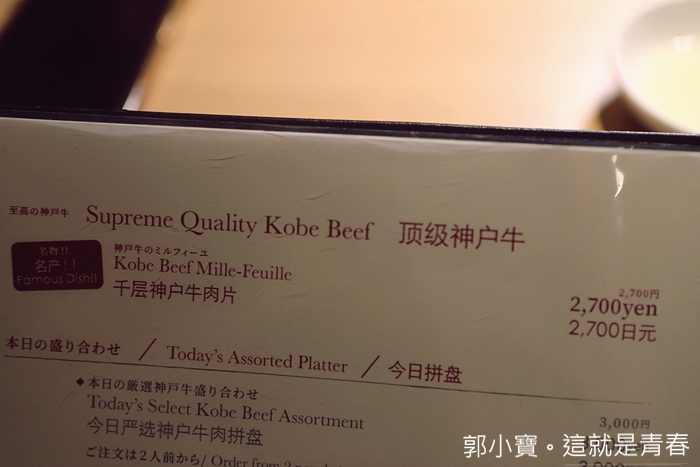 至高の神戸牛 Supreme Quality Kobe Beef 顶级神户牛
名物!!
名产!!
Famous Dish!!
神戸牛のミルフィーユ
Kobe Beef Mille-Feuille
千层神户牛肉片
2,700円
2,700yen
2,700日元
本日の盛り合わせ / Today's Assorted Platter / 今日拼盘
◆本日の厳選神戸牛盛り合わせ
Today's Select Kobe Beef Assortment
今日严选神户牛肉拼盘
3,000円
ご注文は2人前から/ Order from 2
郭小寶。這就是青春